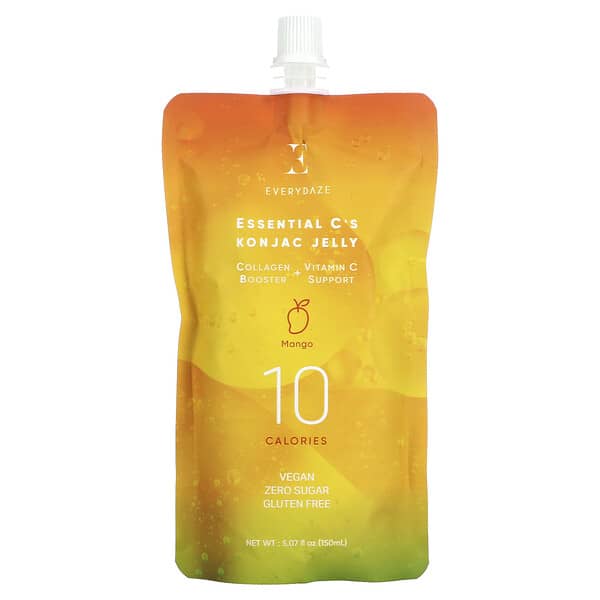 E
EVERYDAZE
ESSENTIAL C'S
KONJAC JELLY
COLLAGEN BOOSTER + VITAMIN C SUPPORT
Mango
10
CALORIES
VEGAN
ZERO SUGAR
GLUTEN FREE
NET WT : 5.07 fl oz (150mL)